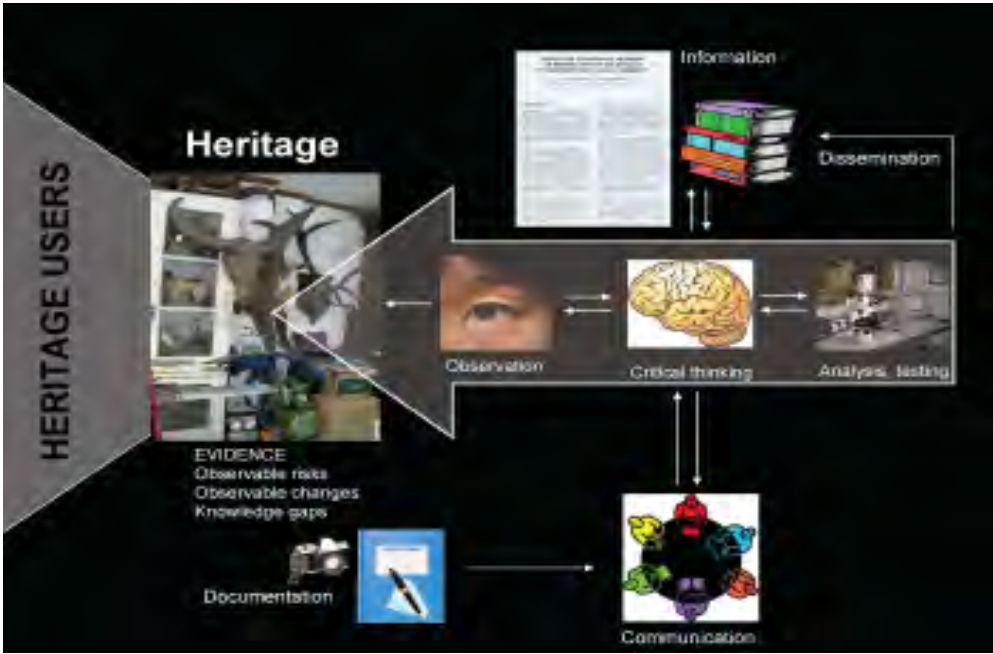 HERITAGE USERS
Heritage
Information
Dissemination
Observation
Critical thinking
Analysis, testing
EVIDENCE
Observable risks
Observable changes
Knowledge gaps
Documentation
Communication